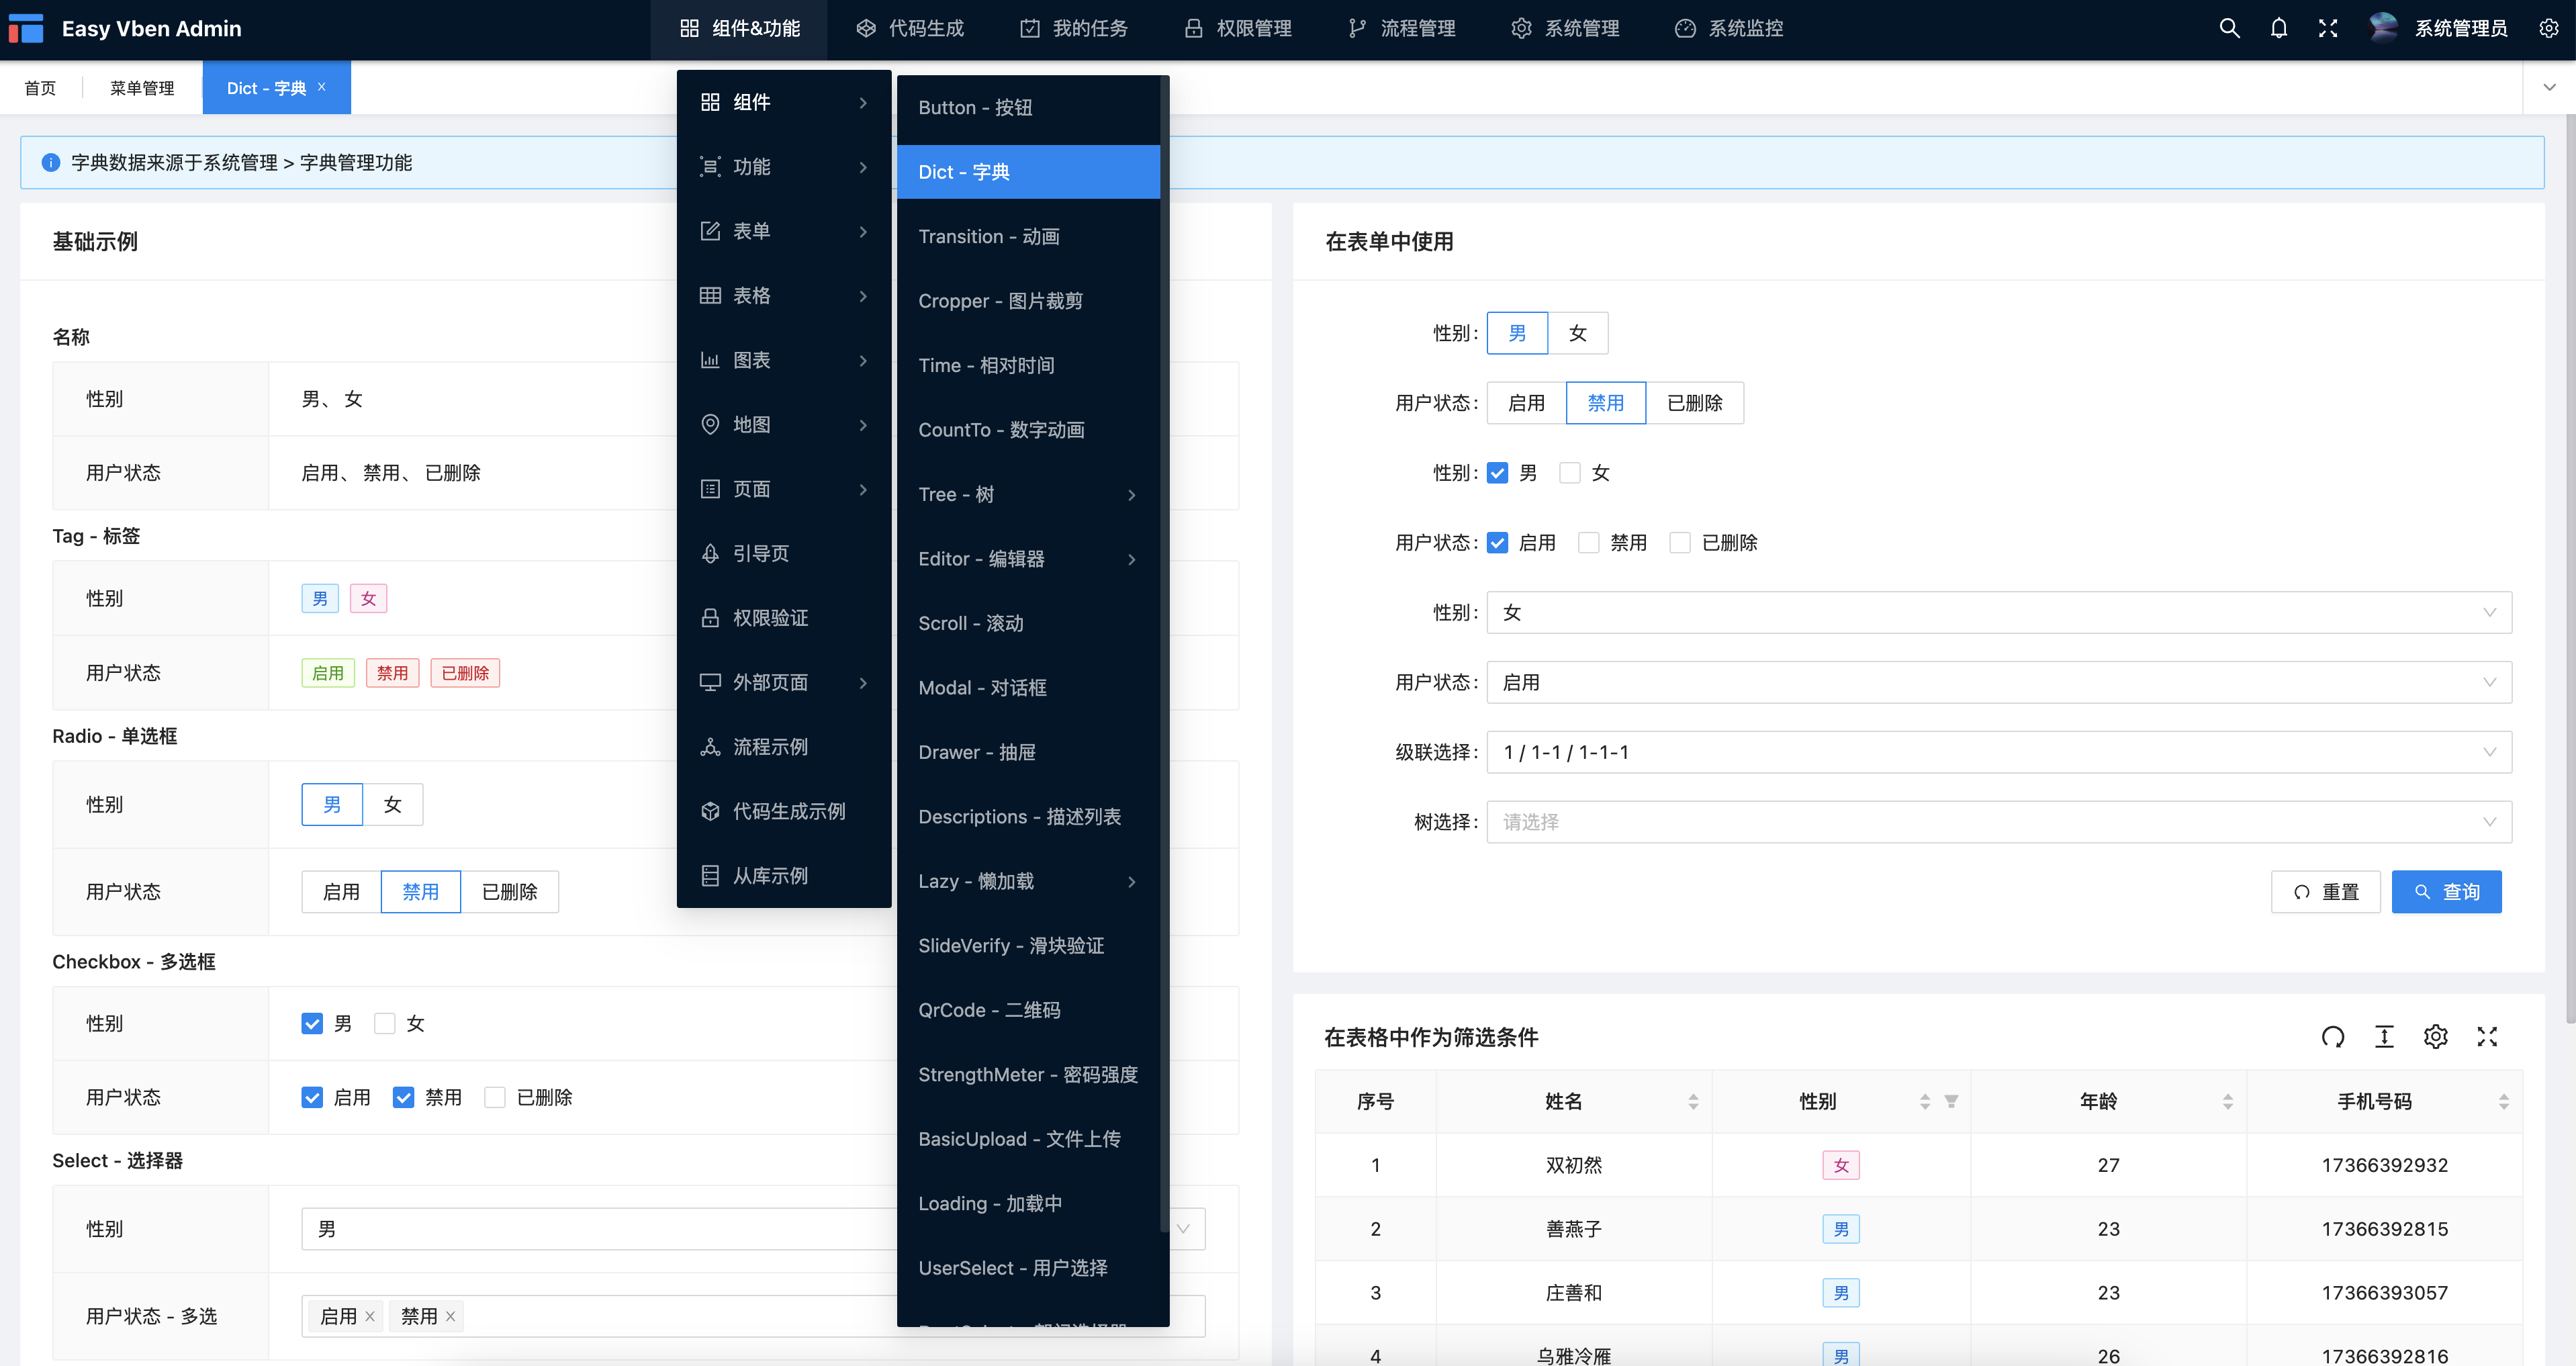 Easy Vben Admin
组件&功能
代码生成
我的任务
权限管理
流程管理
系统管理
系统监控
系统管理员
首页
菜单管理
Dict - 字典
字典数据来源于系统管理 > 字典管理功能
组件
功能
表单
表格
图表
地图
页面
引导页
权限验证
外部页面
流程示例
代码生成示例
从库示例
Button - 按钮
Dict - 字典
Transition - 动画
Cropper - 图片裁剪
Time - 相对时间
CountTo - 数字动画
Tree - 树
Editor - 编辑器
Scroll - 滚动
Modal - 对话框
Drawer - 抽屉
Descriptions - 描述列表
Lazy - 懒加载
SlideVerify - 滑块验证
QrCode - 二维码
StrengthMeter - 密码强度
BasicUpload - 文件上传
Loading - 加载中
UserSelect - 用户选择
基础示例
名称
性别 男、 女
用户状态 启用、 禁用、 已删除
Tag - 标签
性别 男 女
用户状态 启用 禁用 已删除
Radio - 单选框
性别 男 女
用户状态 启用 禁用 已删除
Checkbox - 多选框
性别 男 女
用户状态 启用 禁用 已删除
Select - 选择器
性别 男
用户状态 - 多选 启用 禁用
在表单中使用
性别: 男 女
用户状态: 启用 禁用 已删除
性别: 男 女
用户状态: 启用 禁用 已删除
性别: 女
用户状态: 启用
级联选择: 1 / 1-1 / 1-1-1
树选择: 请选择
重置 查询
在表格中作为筛选条件
序号 姓名 性别 年龄 手机号码
1 双初然 女 27 17366392932
2 善燕子 男 23 17366392815
3 庄善和 男 23 17366393057
4 乌雅冷雁 男 26 17366392816